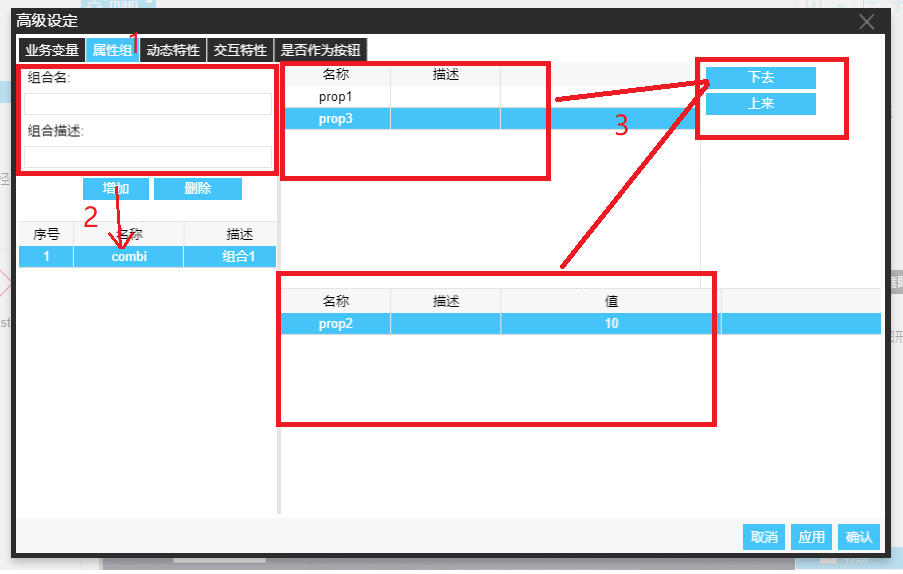 main
高级设定
业务变量 属性组 动态特性 交互特性 是否作为按钮
1
组合名:
组合描述:
增加 删除
2
序号 名称 描述
1 combi 组合1
名称 描述
prop1
prop3
下去
上来
3
名称 描述 值
prop2 10
取消 应用 确认